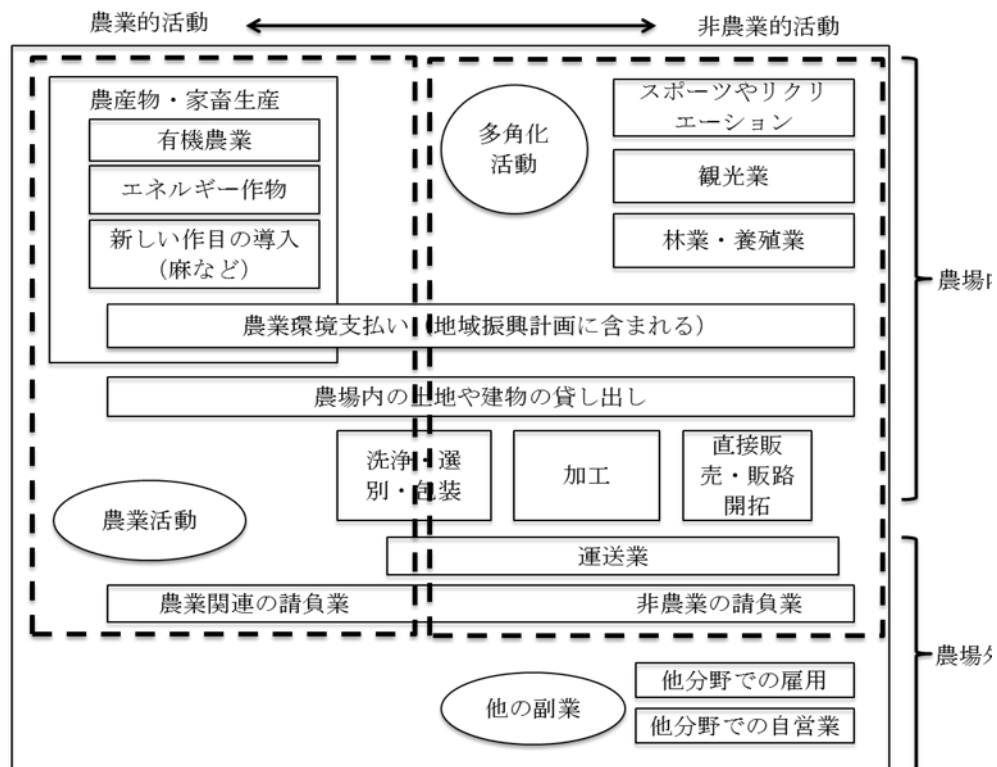 農業的活動
非農業的活動
農産物・家畜生産
有機農業
エネルギー作物
新しい作目の導入
（麻など）
多角化
活動
スポーツやリクリ
エーション
観光業
林業・養殖業
農場内
農業環境支払い（地域振興計画に含まれる）
農場内の土地や建物の貸し出し
洗浄・選
別・包装
加工
直接販
売・販路
開拓
農業活動
運送業
農業関連の請負業
非農業の請負業
農場外
他の副業
他分野での雇用
他分野での自営業